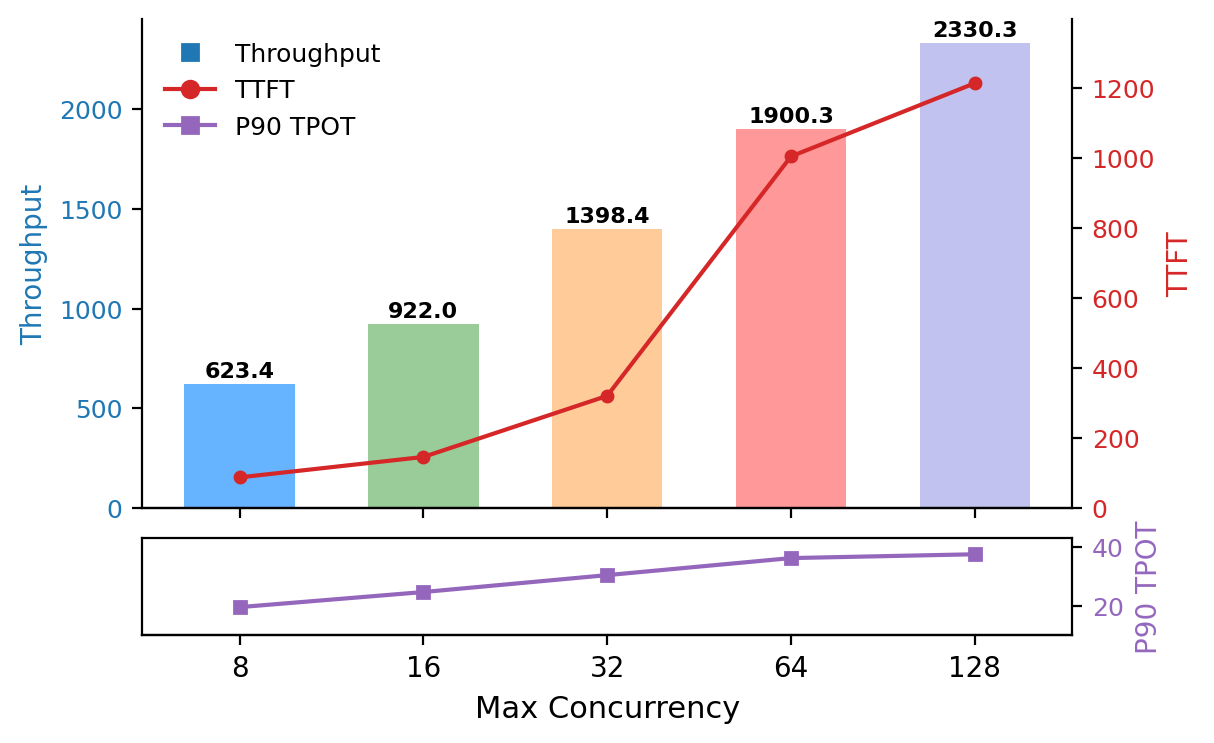 Throughput
TTFT
P90 TPOT
623.4
922.0
1398.4
1900.3
2330.3
Throughput
2000
1500
1000
500
0
TTFT
1200
1000
800
600
400
200
0
P90 TPOT
40
20
8 16 32 64 128
Max Concurrency